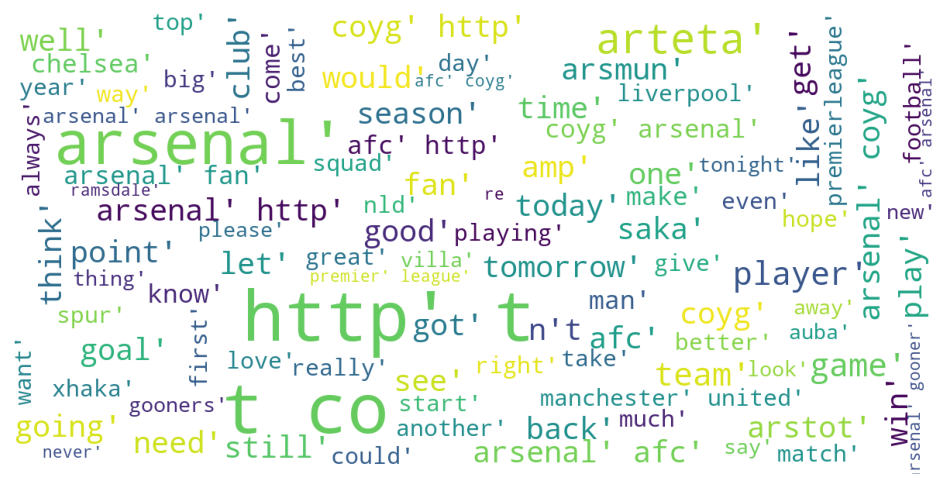 top'
coyg' http'
arteta'
well'
club'
come'
best'
chelsea'
big'
day'
would'
afc' coyg'
arsmun'
get'
premier league'
football'
year'
way'
liverpool'
always'
arsenal' arsenal'
season'
time'
coyg' arsenal'
like'
arsenal' coyg'
afc' arsenal'
arsenal'
afc' http'
squad'
arsenal' fan'
ramsdale'
fan'
amp'
one'
tonight'
re
make'
even'
arsenal' http'
nld'
today'
saka'
hope'
new'
please'
good'
playing'
think'
point'
let'
great'
villa'
premier' league'
tomorrow'
give'
player'
play'
thing'
know'
http' t
man'
away'
spur'
first'
got'
n't
afc'
coyg'
auba'
goal'
better'
want'
love'
really'
right'
take'
team'
look'
game'
arsenal' gooner'
win'
xhaka'
see'
gooners'
t co
start'
manchester' united'
going'
need'
still'
another'
back'
much'
arstot'
never'
could'
arsenal' afc'
say'
match'